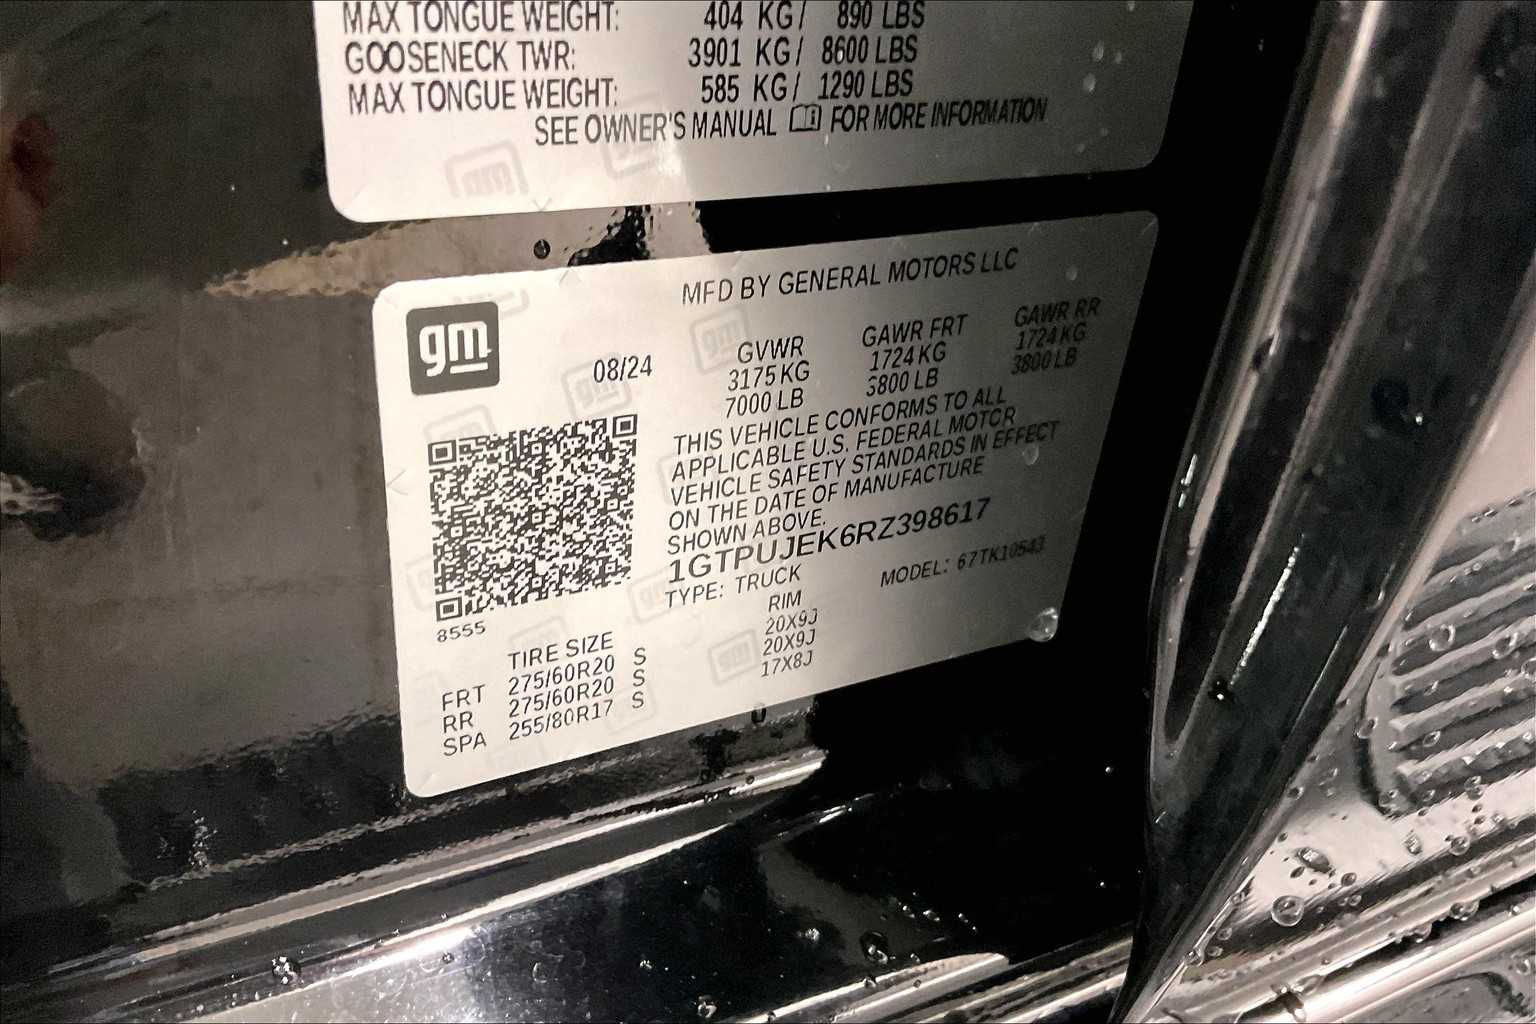 MAX TONGUE WEIGHT: 404 KG/ 890 LBS
GOOSENECK TWR: 3901 KG/ 8600 LBS
MAX TONGUE WEIGHT: 585 KG/ 1290 LBS
SEE OWNER'S MANUAL FOR MORE INFORMATION
MFD BY GENERAL MOTORS LLC
gm
08/24
GVWR GAWR FRT GAWR RR
3175 KG 1724 KG 1724 KG
7000 LB 3800 LB 3800 LB
THIS VEHICLE CONFORMS TO ALL
APPLICABLE U.S. FEDERAL MOTOR
VEHICLE SAFETY STANDARDS IN EFFECT
ON THE DATE OF MANUFACTURE
SHOWN ABOVE.
1GTPUJEK6RZ398617
TYPE: TRUCK MODEL: 67TK10543
8555
TIRE SIZE RIM
FRT 275/60R20 S 20X9J
RR 275/60R20 S 20X9J
SPA 255/80R17 S 17X8J